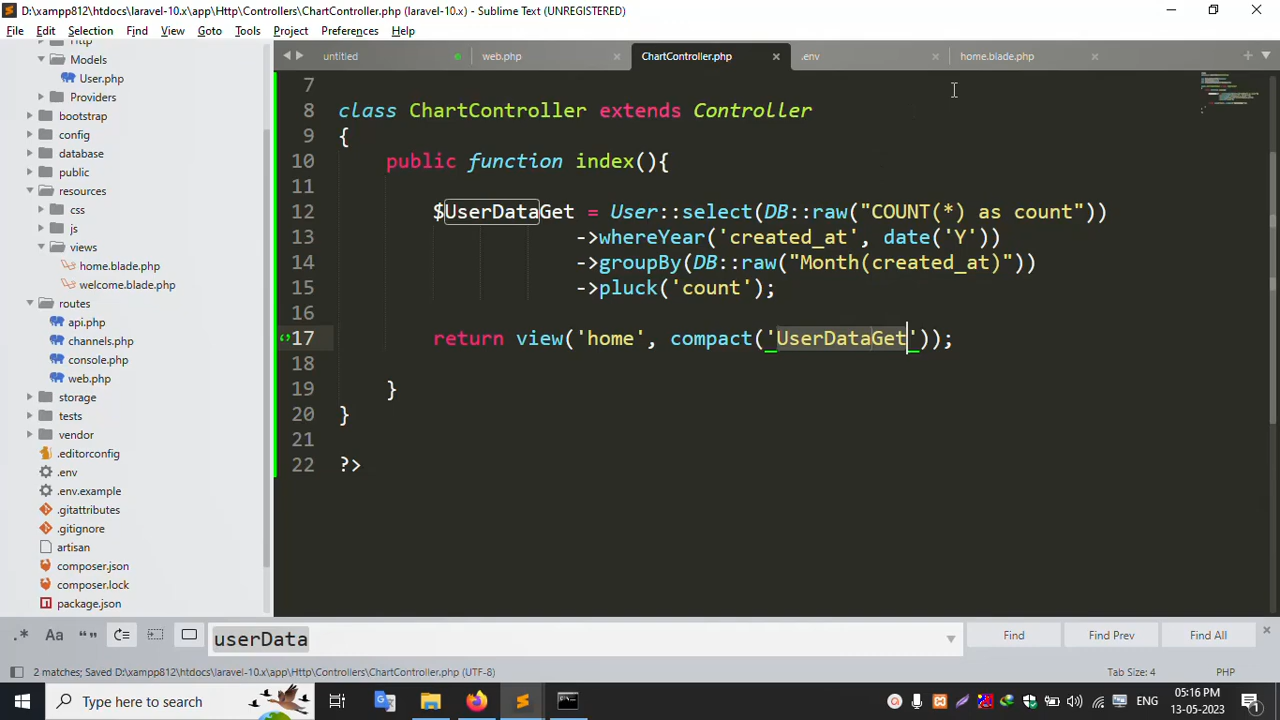 D:\xampp812\htdocs\laravel-10.x\app\Http\Controllers\ChartController.php (laravel-10.x) - Sublime Text (UNREGISTERED)
File Edit Selection Find View Goto Tools Project Preferences Help
Http
Models
User.php
Providers
bootstrap
config
database
public
resources
css
js
views
home.blade.php
welcome.blade.php
routes
api.php
channels.php
console.php
web.php
storage
tests
vendor
.editorconfig
.env
.env.example
.gitattributes
.gitignore
artisan
composer.json
composer.lock
package.json
untitled web.php ChartController.php .env home.blade.php
7
8 class ChartController extends Controller
9 {
10 public function index(){
11
12 $UserDataGet = User::select(DB::raw("COUNT(*) as count"))
13 ->whereYear('created_at', date('Y'))
14 ->groupBy(DB::raw("Month(created_at)"))
15 ->pluck('count');
16
17 return view('home', compact('UserDataGet'));
18
19 }
20 }
21
22 ?>
.* Aa “” userData Find Find Prev Find All
2 matches; Saved D:\xampp812\htdocs\laravel-10.x\app\Http\Controllers\ChartController.php (UTF-8) Tab Size: 4 PHP
Type here to search ENG 05:16 PM
13-05-2023 1